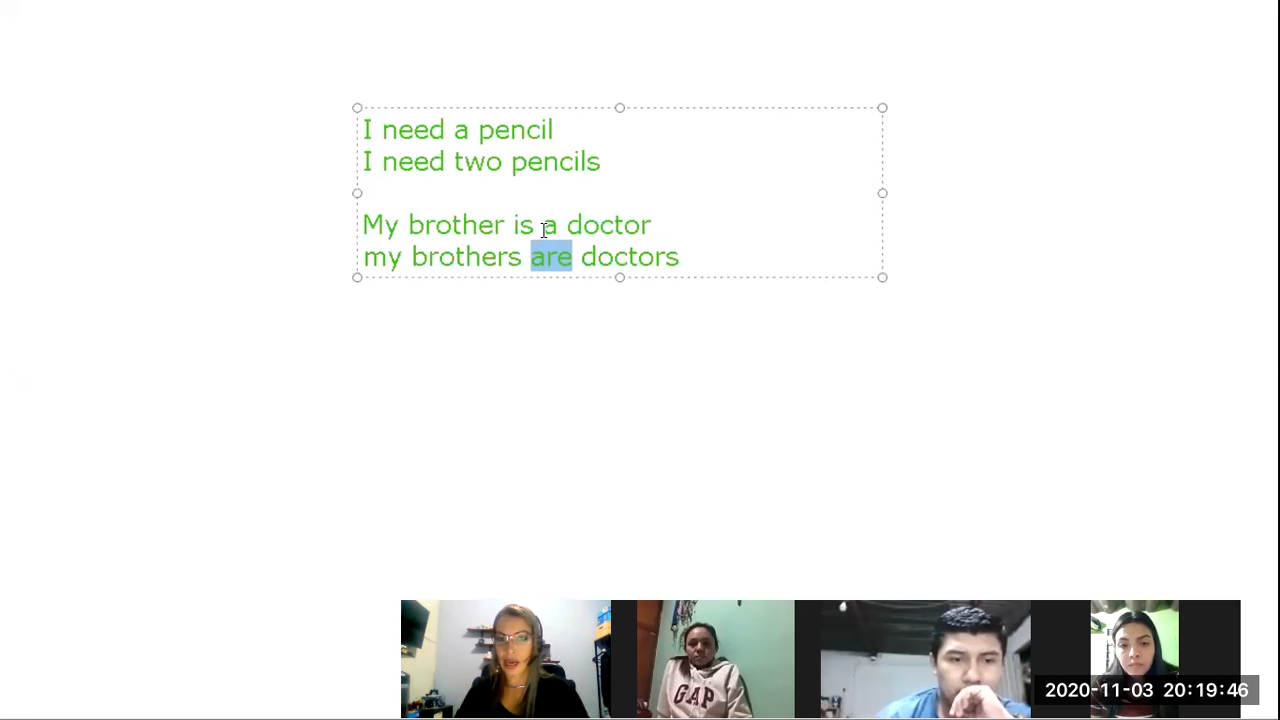 I need a pencil
I need two pencils
My brother is a doctor
my brothers are doctors
GAP
2020-11-03 20:19:46